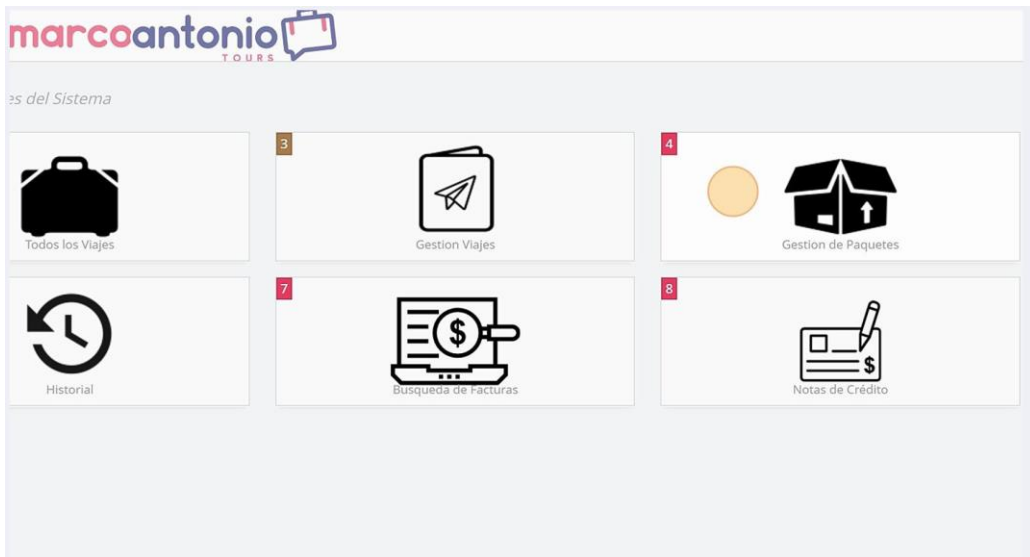 marcoantonio
TOURS
es del Sistema
Todos los Viajes
3
Gestion Viajes
4
Gestion de Paquetes
Historial
7
$
Busqueda de Facturas
8
$
Notas de Crédito